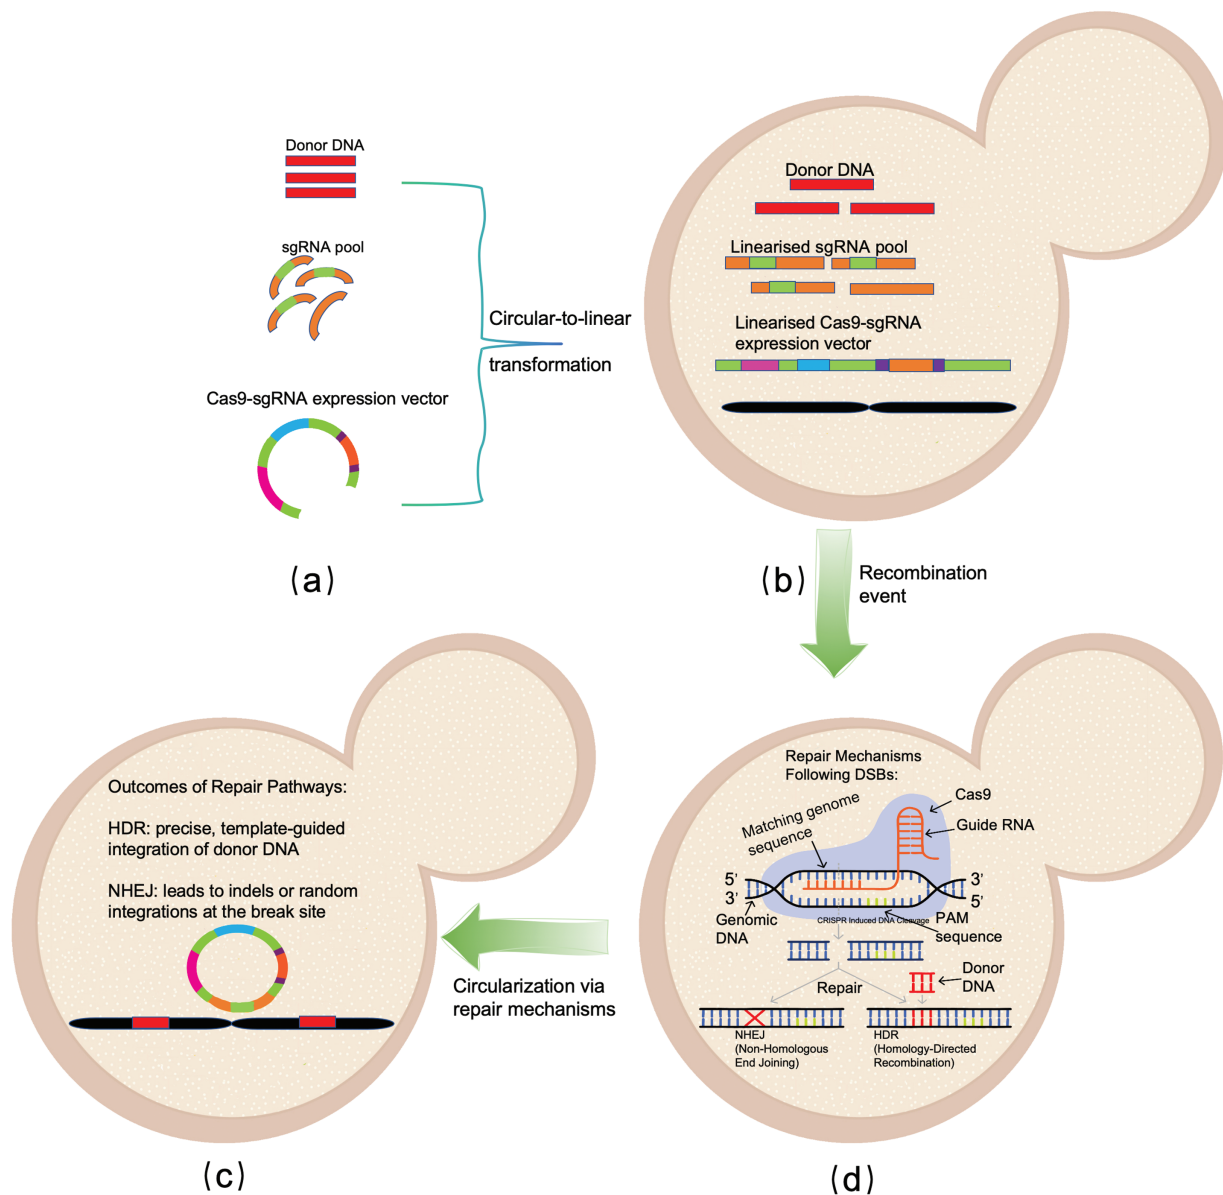 Donor DNA
sgRNA pool
Cas9-sgRNA expression vector
Circular-to-linear
transformation
(a)
Donor DNA
Linearised sgRNA pool
Linearised Cas9-sgRNA
expression vector
(b)
Recombination
event
Outcomes of Repair Pathways:
HDR: precise, template-guided
integration of donor DNA
NHEJ: leads to indels or random
integrations at the break site
(c)
Circularization via
repair mechanisms
Repair Mechanisms
Following DSBs:
Cas9
Guide RNA
Matching genome
sequence
5’
3’
3’
5’
Genomic
DNA
CRISPR Induced DNA Cleavage
PAM
sequence
Donor
DNA
Repair
NHEJ
(Non-Homologous
End Joining)
HDR
(Homology-Directed
Recombination)
(d)